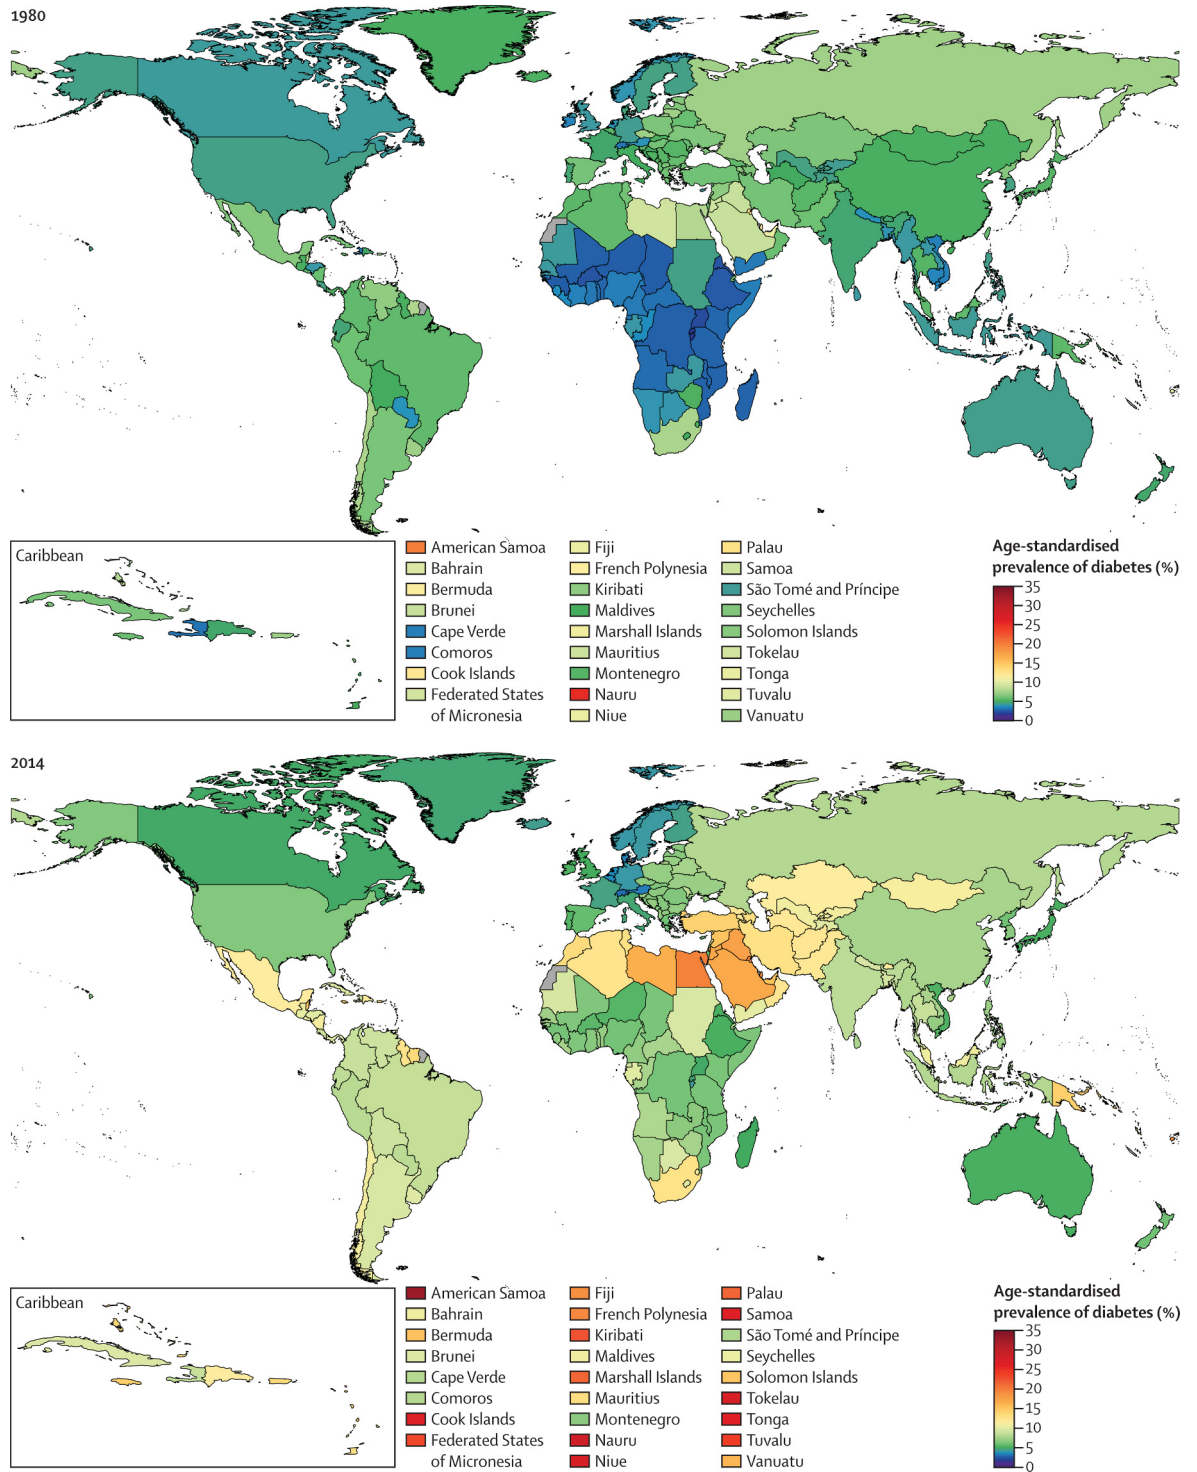 1980
Caribbean
American Samoa
Bahrain
Bermuda
Brunei
Cape Verde
Comoros
Cook Islands
Federated States
of Micronesia
Fiji
French Polynesia
Kiribati
Maldives
Marshall Islands
Mauritius
Montenegro
Nauru
Niue
Palau
Samoa
São Tomé and Príncipe
Seychelles
Solomon Islands
Tokelau
Tonga
Tuvalu
Vanuatu
Age-standardised
prevalence of diabetes (%)
35
30
25
20
15
10
5
0
2014
Caribbean
American Samoa
Bahrain
Bermuda
Brunei
Cape Verde
Comoros
Cook Islands
Federated States
of Micronesia
Fiji
French Polynesia
Kiribati
Maldives
Marshall Islands
Mauritius
Montenegro
Nauru
Niue
Palau
Samoa
São Tomé and Príncipe
Seychelles
Solomon Islands
Tokelau
Tonga
Tuvalu
Vanuatu
Age-standardised
prevalence of diabetes (%)
35
30
25
20
15
10
5
0